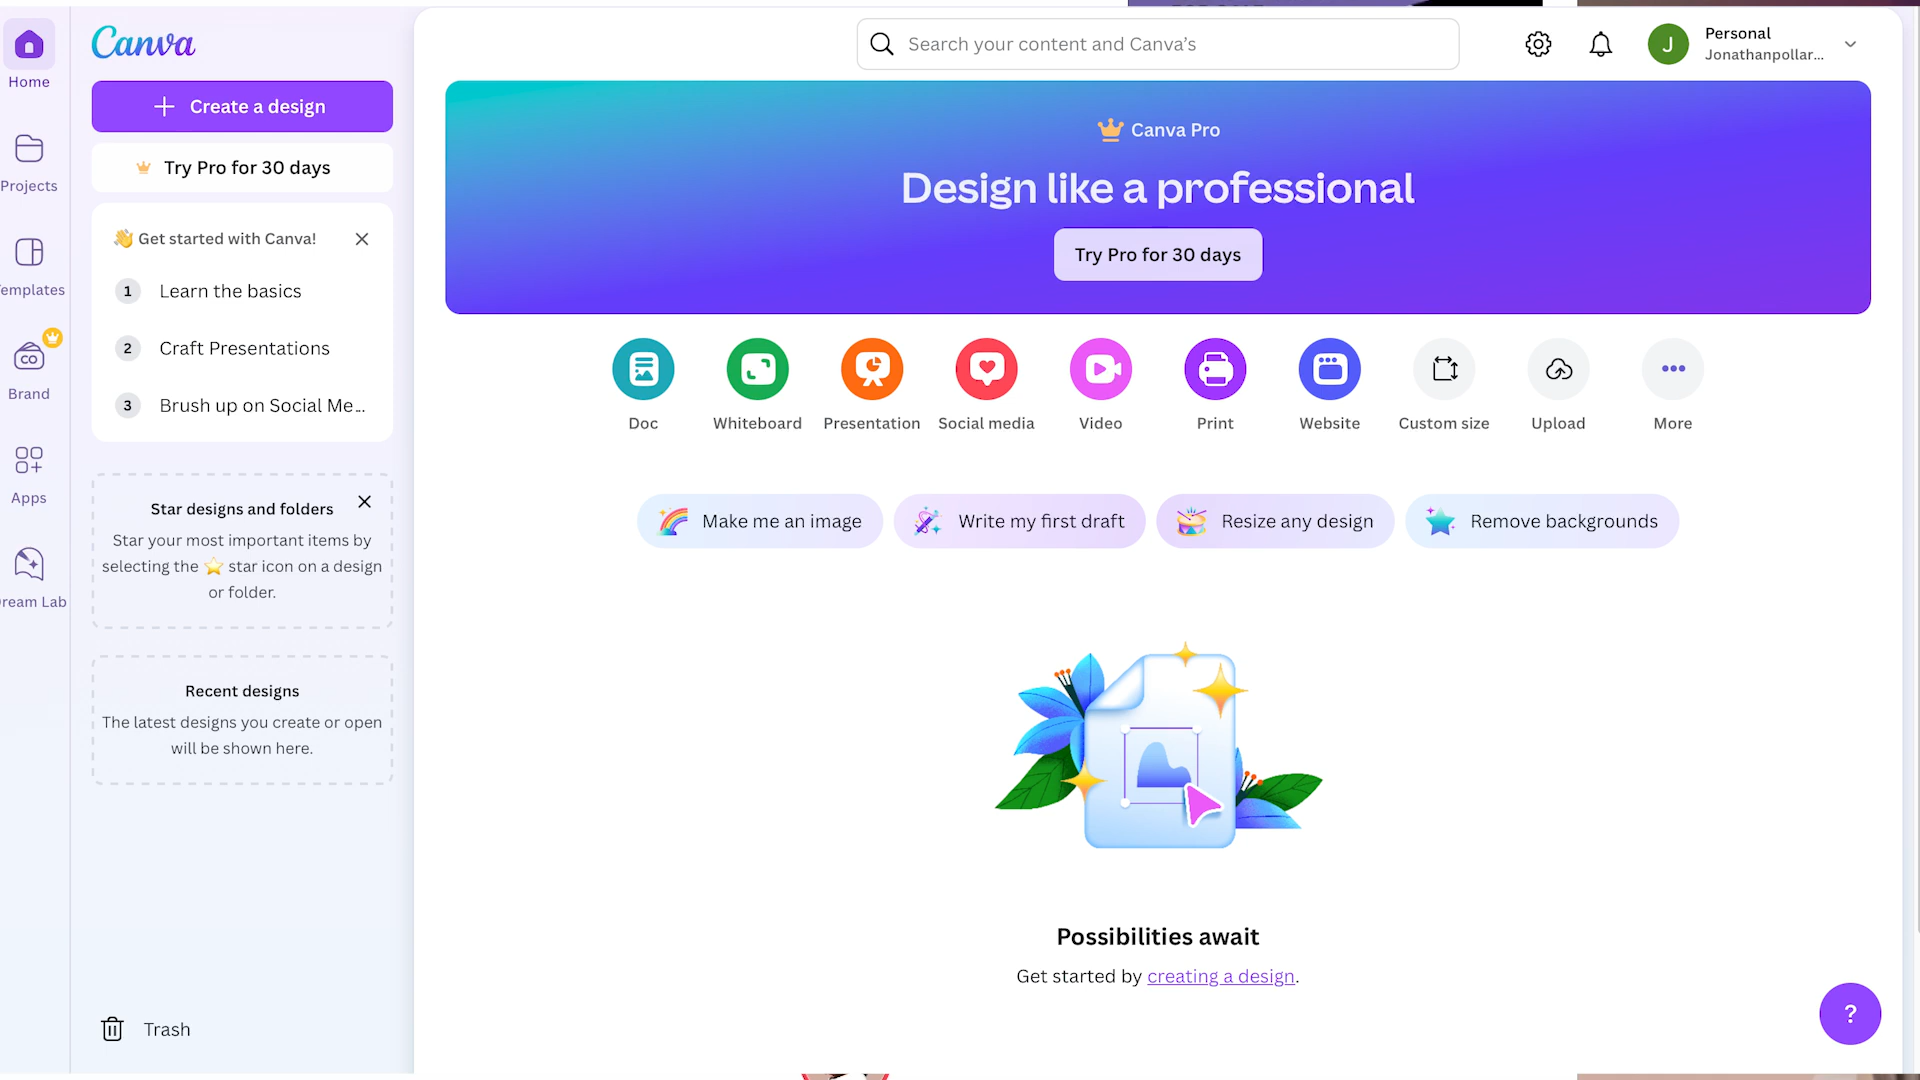 Home
Projects
emplates
CO
Brand
Apps
ream Lab
Canva
Create a design
Try Pro for 30 days
Get started with Canva!
1 Learn the basics
2 Craft Presentations
3 Brush up on Social Me...
Star designs and folders
Star your most important items by
selecting the star icon on a design
or folder.
Recent designs
The latest designs you create or open
will be shown here.
Trash
Search your content and Canva's
J
Personal
Jonathanpollar...
Canva Pro
Design like a professional
Try Pro for 30 days
Doc Whiteboard Presentation Social media Video Print Website Custom size Upload More
Make me an image Write my first draft Resize any design Remove backgrounds
Possibilities await
Get started by creating a design.
?